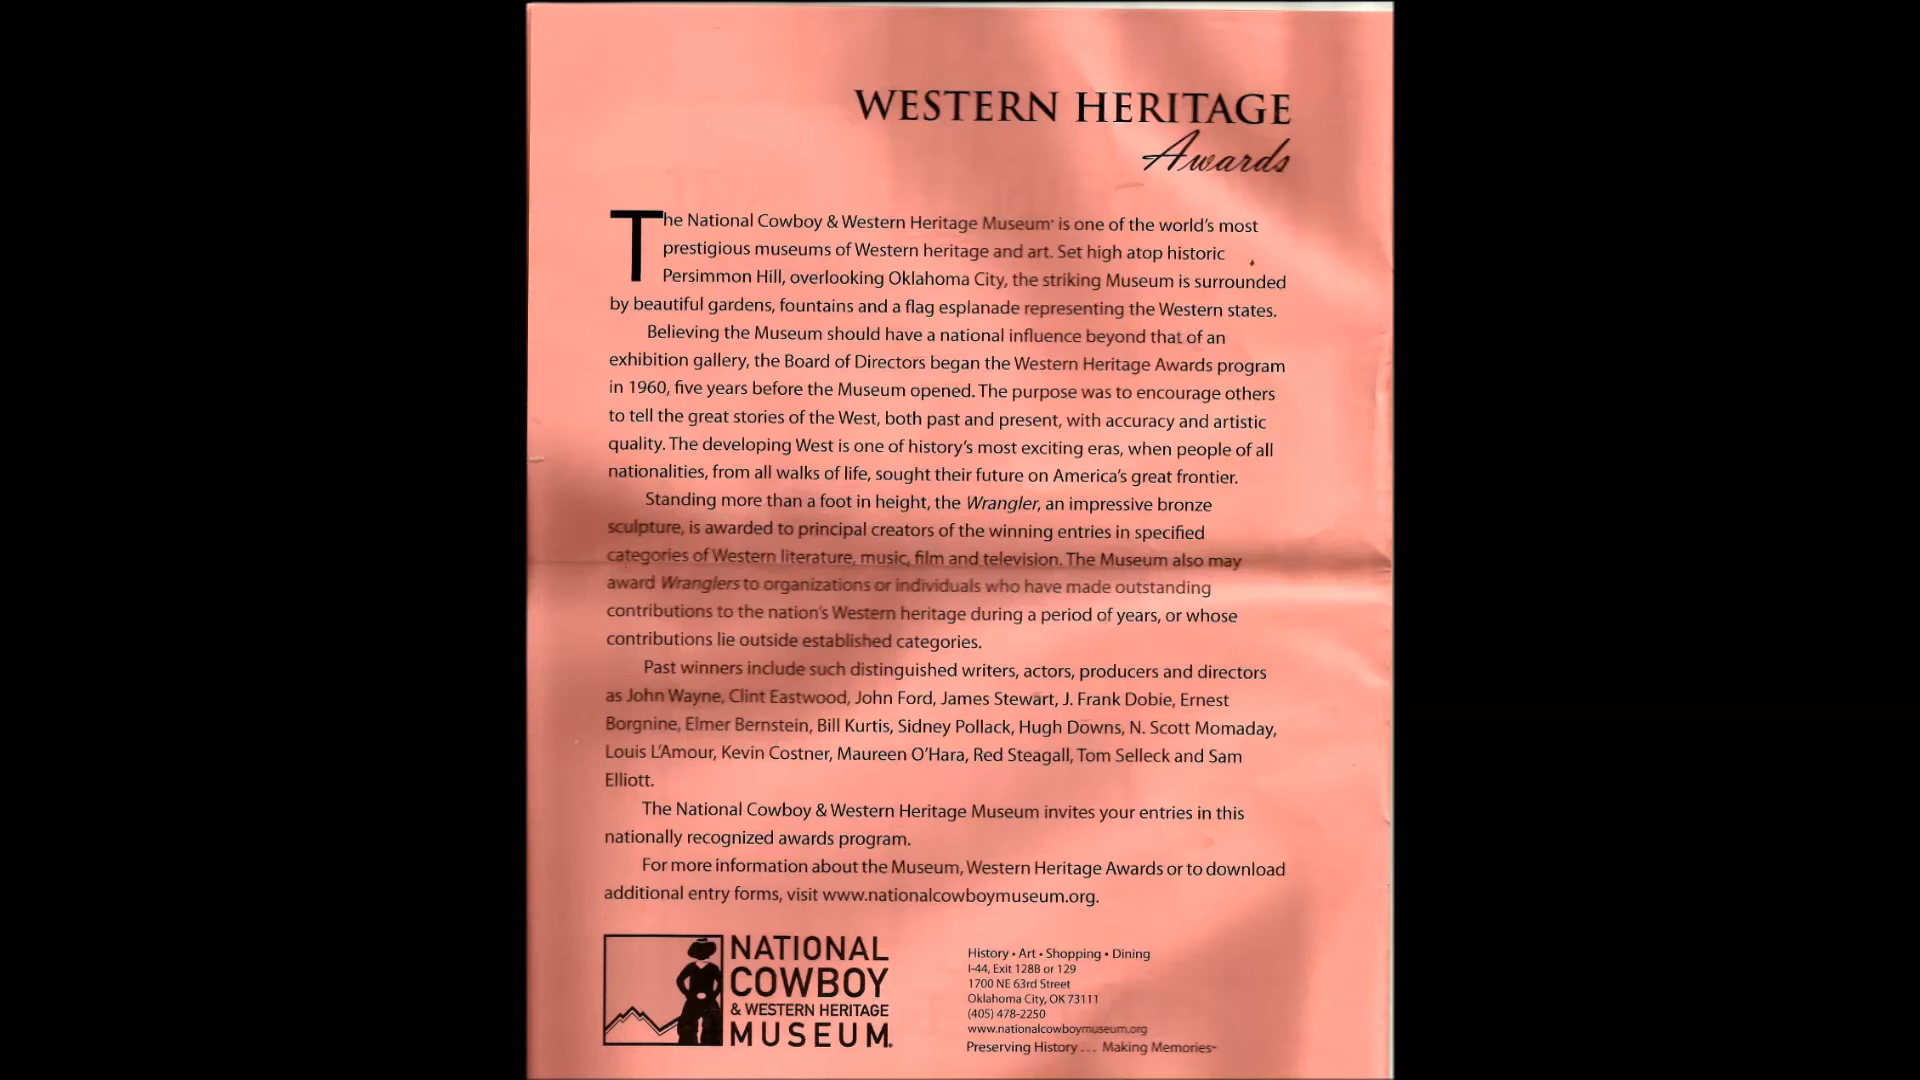 WESTERN HERITAGE
Awards
The National Cowboy & Western Heritage Museum® is one of the world's most
prestigious museums of Western heritage and art. Set high atop historic
Persimmon Hill, overlooking Oklahoma City, the striking Museum is surrounded
by beautiful gardens, fountains and a flag esplanade representing the Western states.
Believing the Museum should have a national influence beyond that of an
exhibition gallery, the Board of Directors began the Western Heritage Awards program
in 1960, five years before the Museum opened. The purpose was to encourage others
to tell the great stories of the West, both past and present, with accuracy and artistic
quality. The developing West is one of history's most exciting eras, when people of all
nationalities, from all walks of life, sought their future on America's great frontier.
Standing more than a foot in height, the Wrangler, an impressive bronze
sculpture, is awarded to principal creators of the winning entries in specified
categories of Western literature, music, film and television. The Museum also may
award Wranglers to organizations or individuals who have made outstanding
contributions to the nation's Western heritage during a period of years, or whose
contributions lie outside established categories.
Past winners include such distinguished writers, actors, producers and directors
as John Wayne, Clint Eastwood, John Ford, James Stewart, J. Frank Dobie, Ernest
Borgnine, Elmer Bernstein, Bill Kurtis, Sidney Pollack, Hugh Downs, N. Scott Momaday,
Louis L'Amour, Kevin Costner, Maureen O'Hara, Red Steagall, Tom Selleck and Sam
Elliott.
The National Cowboy & Western Heritage Museum invites your entries in this
nationally recognized awards program.
For more information about the Museum, Western Heritage Awards or to download
additional entry forms, visit www.nationalcowboymuseum.org.
NATIONAL
COWBOY
& WESTERN HERITAGE
MUSEUM®
History • Art • Shopping • Dining
I-44, Exit 128B or 129
1700 NE 63rd Street
Oklahoma City, OK 73111
(405) 478-2250
www.nationalcowboymuseum.org
Preserving History ... Making Memories™